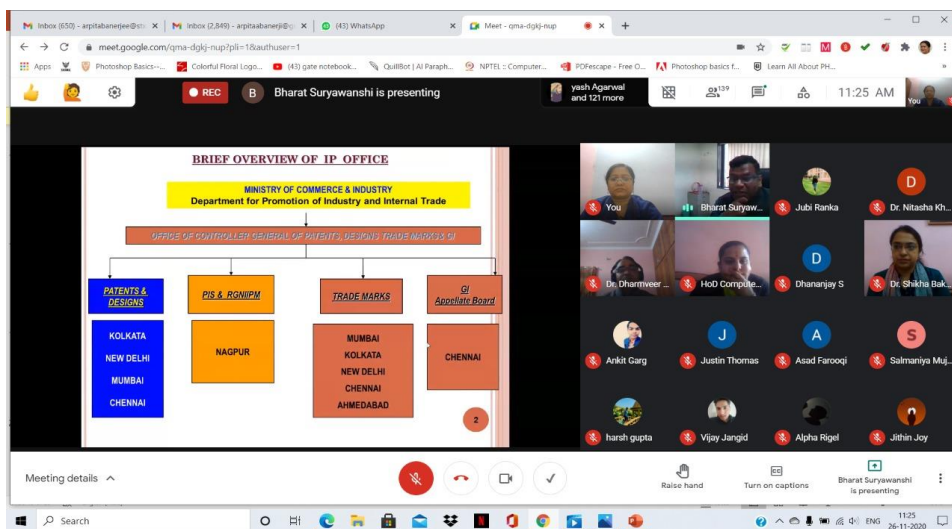 Inbox (650) - arpitabanerjee@sto
Inbox (2,849) - arpitaabanerji@g
(43) WhatsApp
Meet - qma-dgkj-nup
meet.google.com/qma-dgkj-nup?pli=1&authuser=1
Apps
Photoshop Basics--...
Colorful Floral Logo...
(43) gate notebook...
QuillBot | AI Paraph...
NPTEL :: Computer...
PDFescape - Free O...
Photoshop basics f...
Learn All About PH...
REC
B
Bharat Suryawanshi is presenting
yash Agarwal
and 121 more
139
11:25 AM
You
BRIEF OVERVIEW OF IP OFFICE
MINISTRY OF COMMERCE & INDUSTRY
Department for Promotion of Industry and Internal Trade
OFFICE OF CONTROLLER GENERAL OF PATENTS, DESIGNS TRADE MARKS & GI
PATENTS &
DESIGNS
KOLKATA
NEW DELHI
MUMBAI
CHENNAI
PIS & RGNIIPM
NAGPUR
TRADE MARKS
MUMBAI
KOLKATA
NEW DELHI
CHENNAI
AHMEDABAD
GI
Appellate Board
CHENNAI
2
You
Bharat Suryaw...
Jubi Ranka
D
Dr. Nitasha Kh...
Dr. Dharmveer ...
HoD Compute...
D
Dhananjay S
Dr. Shikha Bak...
Ankit Garg
J
Justin Thomas
A
Asad Farooqi
S
Salmaniya Muj...
harsh gupta
Vijay Jangid
Alpha Rigel
Jithin Joy
Meeting details
Raise hand
CC
Turn on captions
Bharat Suryawanshi
is presenting
Search
ENG
11:25
26-11-2020